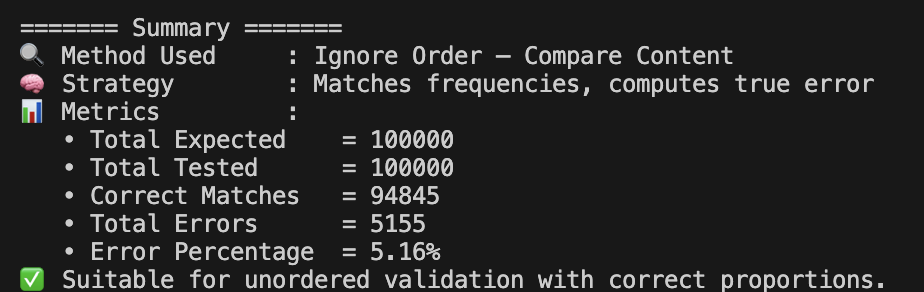 ======= Summary =======
🔍 Method Used     : Ignore Order – Compare Content
🧠 Strategy        : Matches frequencies, computes true error
📊 Metrics         :
   • Total Expected    = 100000
   • Total Tested      = 100000
   • Correct Matches   = 94845
   • Total Errors      = 5155
   • Error Percentage  = 5.16%
✅ Suitable for unordered validation with correct proportions.